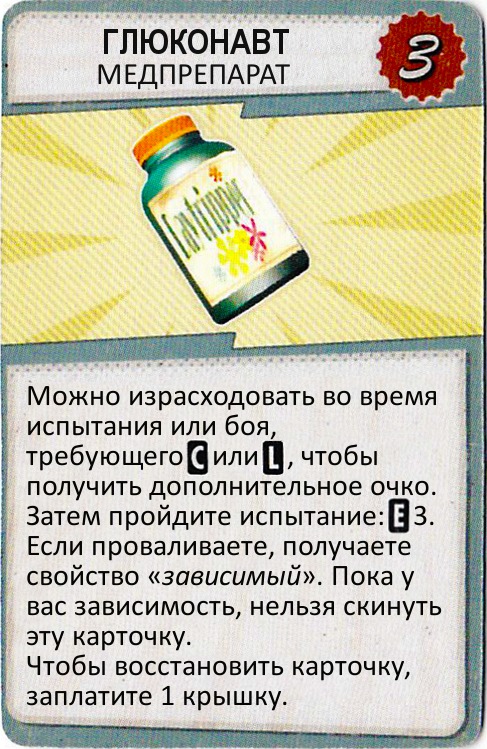 ГЛЮКОНАВТ
МЕДПРЕПАРАТ
3
Можно израсходовать во время
испытания или боя,
требующего C или L, чтобы
получить дополнительное очко.
Затем пройдите испытание: E 3.
Если проваливаете, получаете
свойство «зависимый». Пока у
вас зависимость, нельзя скинуть
эту карточку.
Чтобы восстановить карточку,
заплатите 1 крышку.